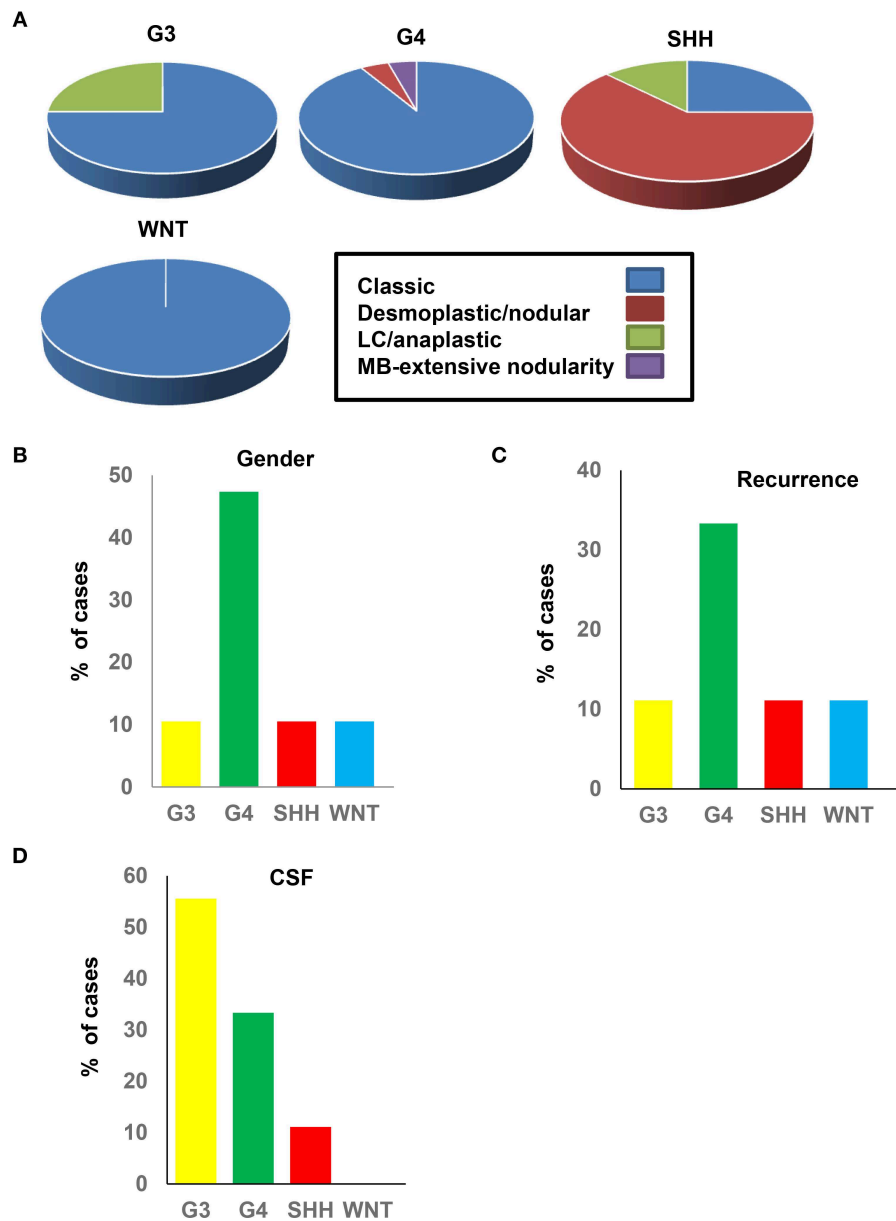 A
G3
G4
SHH
WNT
Classic
Desmoplastic/nodular
LC/anaplastic
MB-extensive nodularity
B
Gender
50
40
30
20
10
0
% of cases
G3 G4 SHH WNT
C
Recurrence
40
30
20
10
0
% of cases
G3 G4 SHH WNT
D
CSF
60
50
40
30
20
10
0
% of cases
G3 G4 SHH WNT